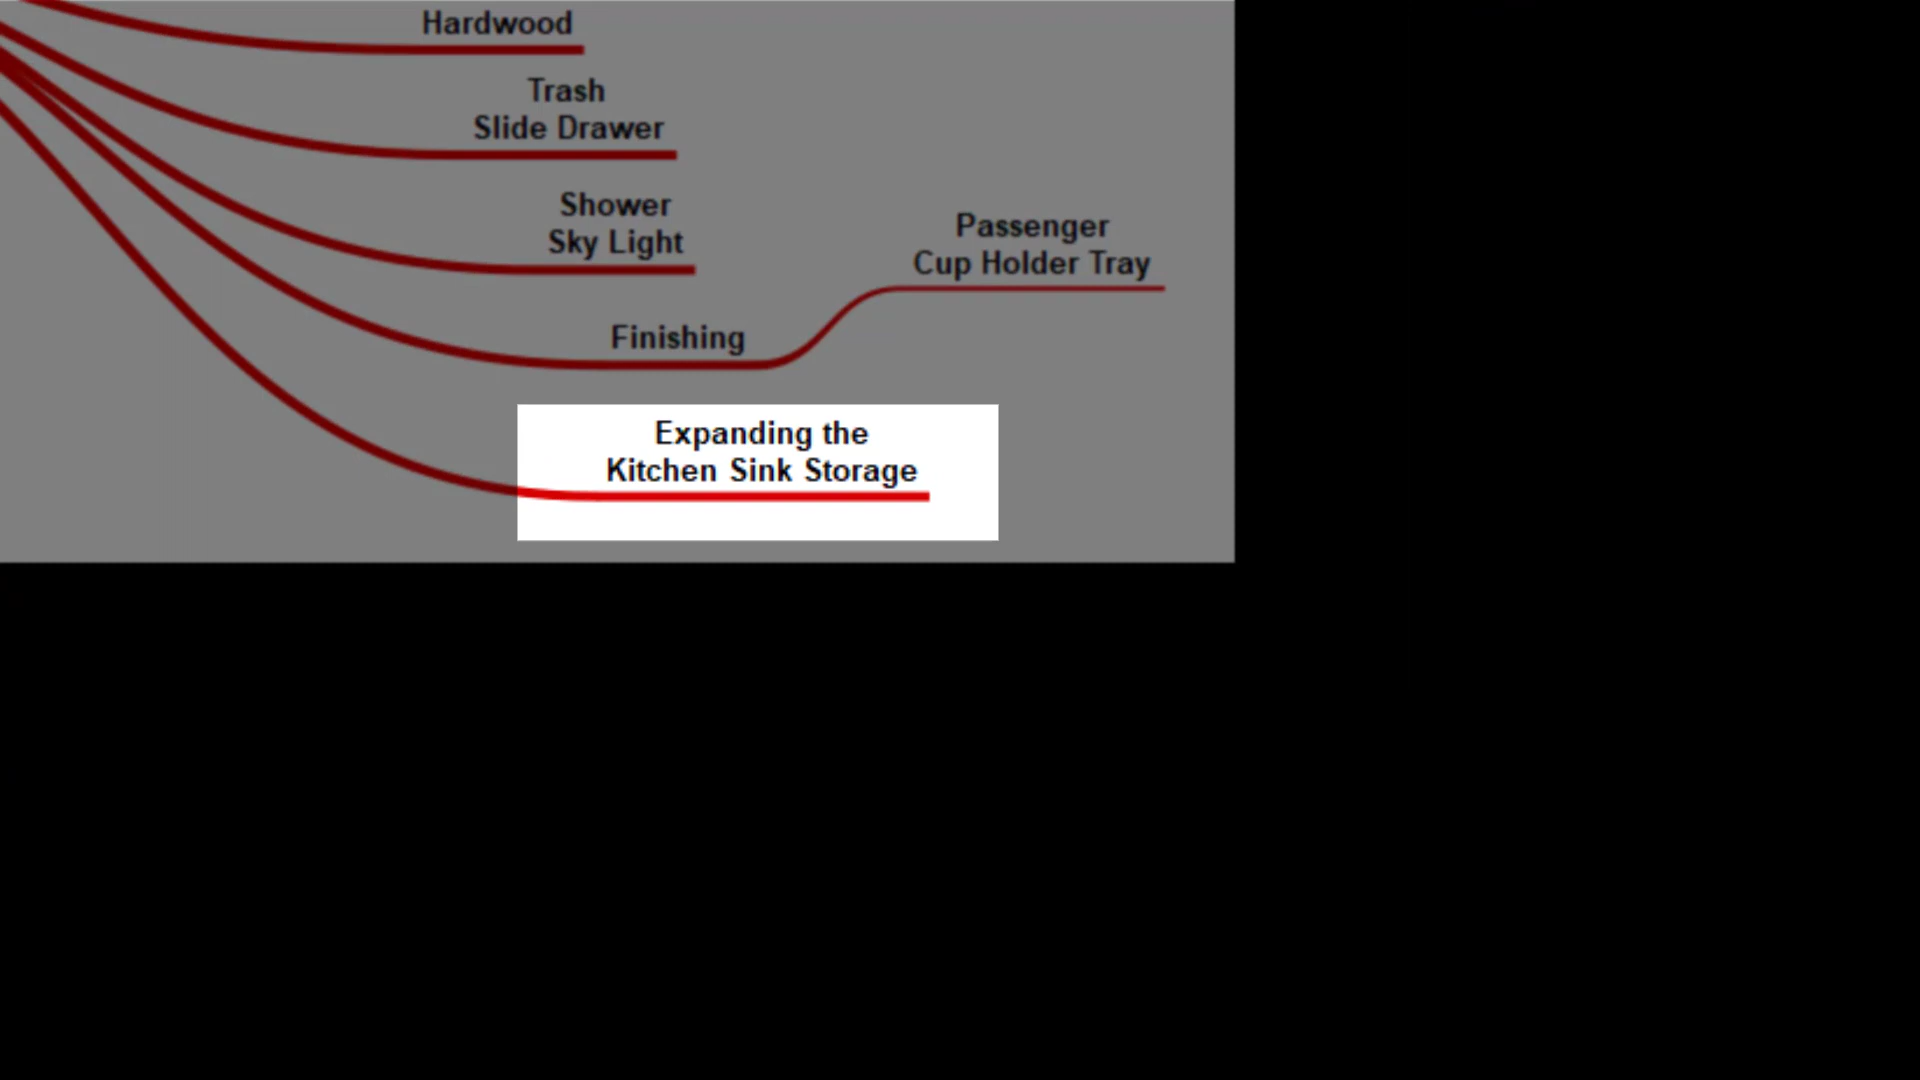 Hardwood
Trash
Slide Drawer
Shower
Sky Light
Passenger
Cup Holder Tray
Finishing
Expanding the
Kitchen Sink Storage